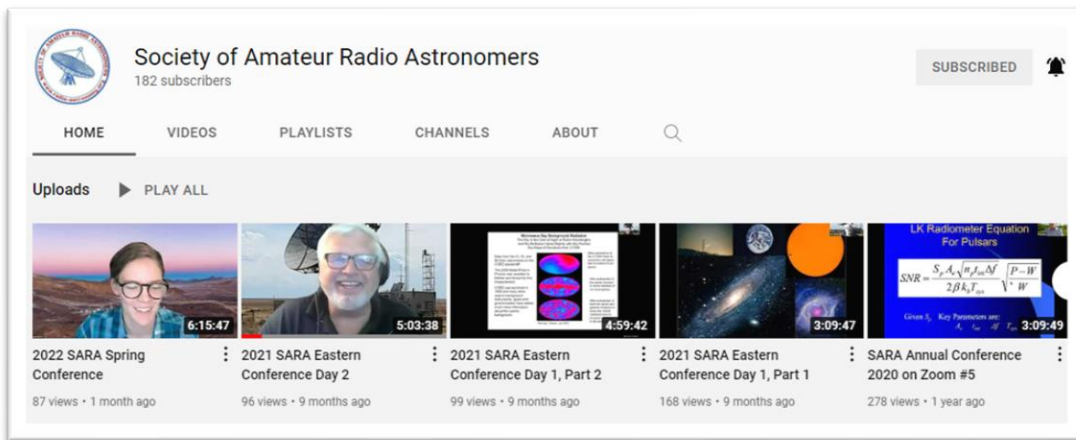 Society of Amateur Radio Astronomers
182 subscribers
SUBSCRIBED
HOME
VIDEOS
PLAYLISTS
CHANNELS
ABOUT
Uploads
PLAY ALL
6:15:47
5:03:38
4:59:42
3:09:47
LK Radiometer Equation
For Pulsars
Key Parameters are:
3:09:49
2022 SARA Spring
Conference
87 views • 1 month ago
2021 SARA Eastern
Conference Day 2
96 views • 9 months ago
2021 SARA Eastern
Conference Day 1, Part 2
99 views • 9 months ago
2021 SARA Eastern
Conference Day 1, Part 1
168 views • 9 months ago
SARA Annual Conference
2020 on Zoom #5
278 views • 1 year ago